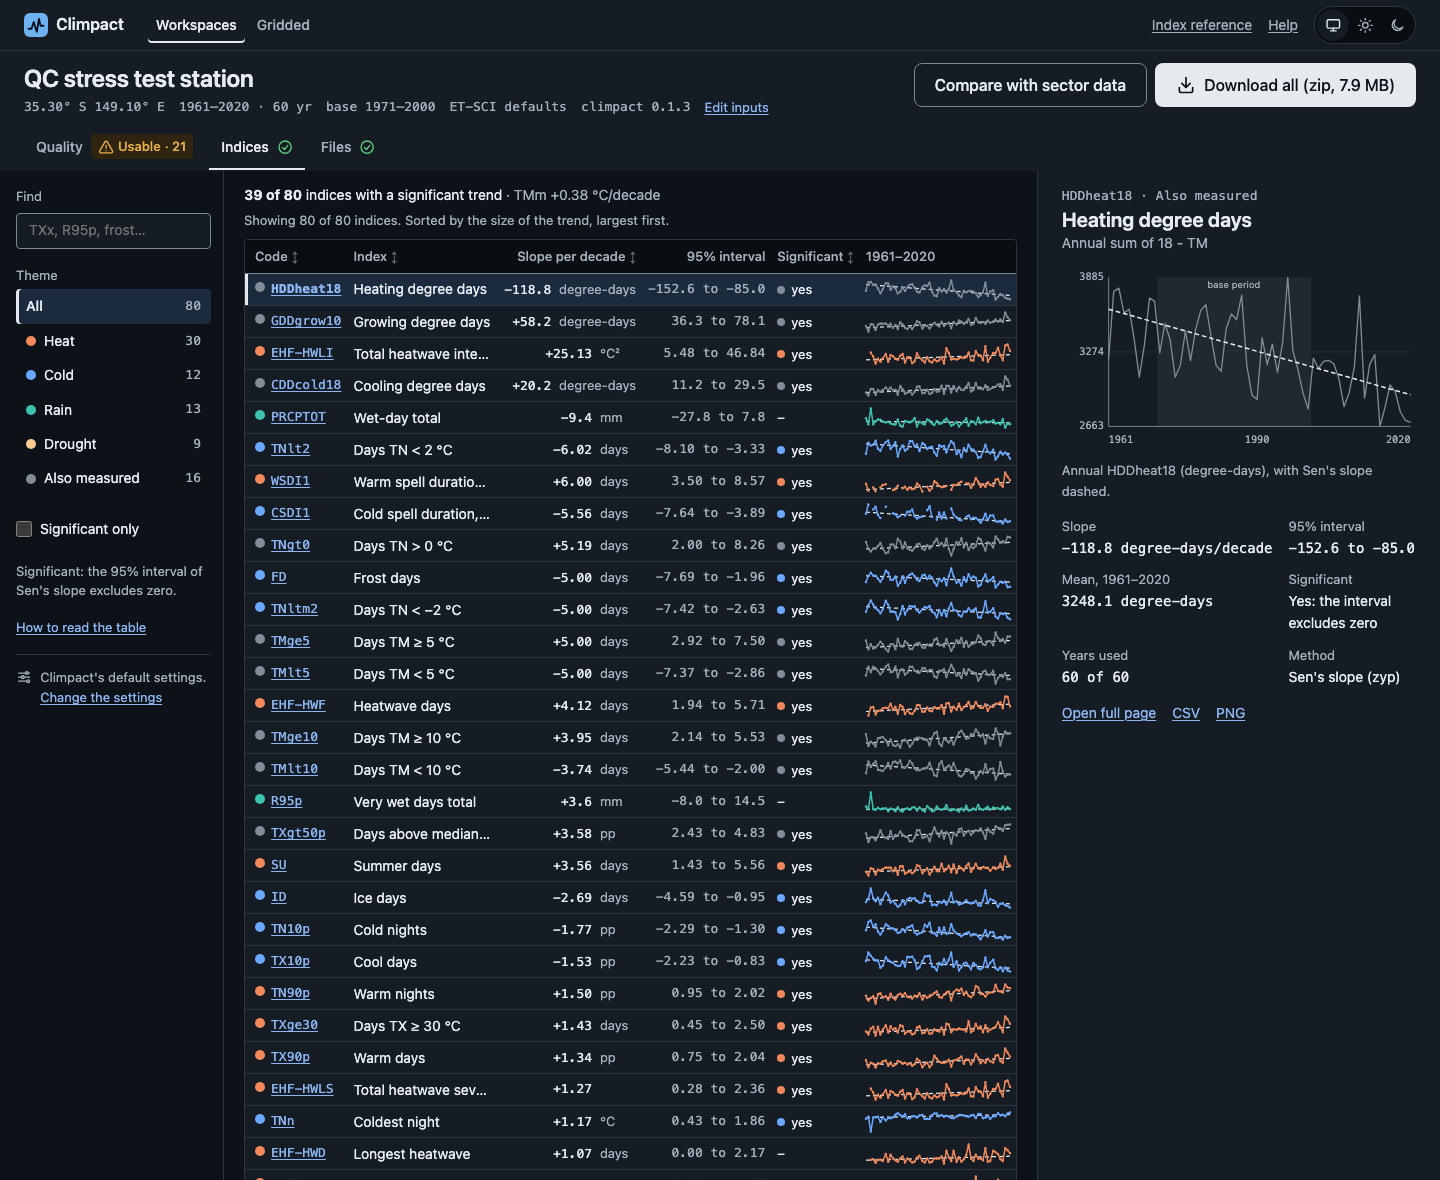 Climpact
Workspaces
Gridded
Index reference
Help
QC stress test station
35.30° S 149.10° E 1961–2020 · 60 yr base 1971–2000 ET-SCI defaults climpact 0.1.3 Edit inputs
Compare with sector data
Download all (zip, 7.9 MB)
Quality
Usable · 21
Indices
Files
Find
TXx, R95p, frost...
Theme
All 80
Heat 30
Cold 12
Rain 13
Drought 9
Also measured 16
Significant only
Significant: the 95% interval of
Sen's slope excludes zero.
How to read the table
Climpact's default settings.
Change the settings
39 of 80 indices with a significant trend · TMm +0.38 °C/decade
Showing 80 of 80 indices. Sorted by the size of the trend, largest first.
Code Index Slope per decade 95% interval Significant 1961–2020
HDDheat18 Heating degree days −118.8 degree-days −152.6 to −85.0 yes
GDDgrow10 Growing degree days +58.2 degree-days 36.3 to 78.1 yes
EHF-HWLI Total heatwave inte... +25.13 °C² 5.48 to 46.84 yes
CDDcold18 Cooling degree days +20.2 degree-days 11.2 to 29.5 yes
PRCPTOT Wet-day total −9.4 mm −27.8 to 7.8 –
TNlt2 Days TN < 2 °C −6.02 days −8.10 to −3.33 yes
WSDI1 Warm spell duratio... +6.00 days 3.50 to 8.57 yes
CSDI1 Cold spell duration,... −5.56 days −7.64 to −3.89 yes
TNgt0 Days TN > 0 °C +5.19 days 2.00 to 8.26 yes
FD Frost days −5.00 days −7.69 to −1.96 yes
TNltm2 Days TN < −2 °C −5.00 days −7.42 to −2.63 yes
TMge5 Days TM ≥ 5 °C +5.00 days 2.92 to 7.50 yes
TMlt5 Days TM < 5 °C −5.00 days −7.37 to −2.86 yes
EHF-HWF Heatwave days +4.12 days 1.94 to 5.71 yes
TMge10 Days TM ≥ 10 °C +3.95 days 2.14 to 5.53 yes
TMlt10 Days TM < 10 °C −3.74 days −5.44 to −2.00 yes
R95p Very wet days total +3.6 mm −8.0 to 14.5 –
TXgt50p Days above median... +3.58 pp 2.43 to 4.83 yes
SU Summer days +3.56 days 1.43 to 5.56 yes
ID Ice days −2.69 days −4.59 to −0.95 yes
TN10p Cold nights −1.77 pp −2.29 to −1.30 yes
TX10p Cool days −1.53 pp −2.23 to −0.83 yes
TN90p Warm nights +1.50 pp 0.95 to 2.02 yes
TXge30 Days TX ≥ 30 °C +1.43 days 0.45 to 2.50 yes
TX90p Warm days +1.34 pp 0.75 to 2.04 yes
EHF-HWLS Total heatwave sev... +1.27 0.28 to 2.36 yes
TNn Coldest night +1.17 °C 0.43 to 1.86 yes
EHF-HWD Longest heatwave +1.07 days 0.00 to 2.17 –
HDDheat18 · Also measured
Heating degree days
Annual sum of 18 - TM
3885
base period
3274
2663
1961 1990 2020
Annual HDDheat18 (degree-days), with Sen's slope
dashed.
Slope 95% interval
−118.8 degree-days/decade −152.6 to −85.0
Mean, 1961–2020 Significant
3248.1 degree-days Yes: the interval
excludes zero
Years used Method
60 of 60 Sen's slope (zyp)
Open full page CSV PNG